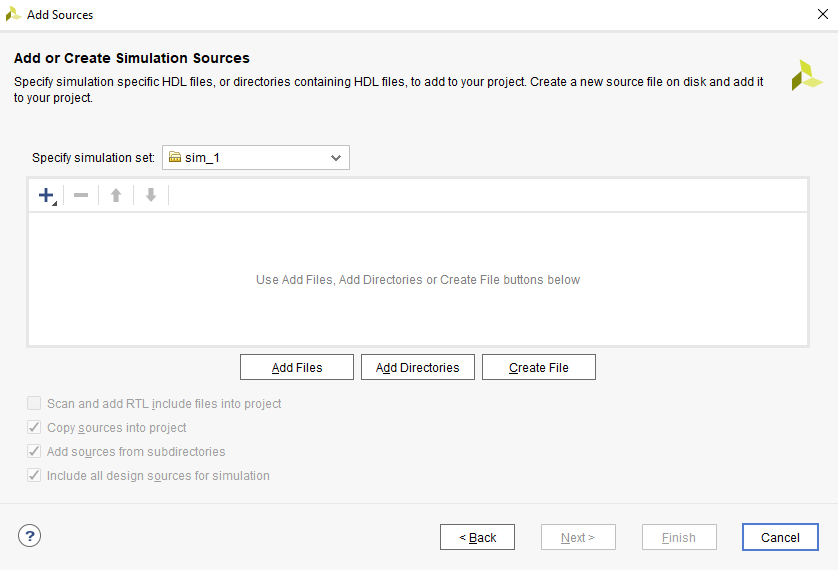 Add Sources
Add or Create Simulation Sources
Specify simulation specific HDL files, or directories containing HDL files, to add to your project. Create a new source file on disk and add it
to your project.
Specify simulation set: sim_1
Use Add Files, Add Directories or Create File buttons below
Add Files Add Directories Create File
Scan and add RTL include files into project
Copy sources into project
Add sources from subdirectories
Include all design sources for simulation
? < Back Next > Finish Cancel